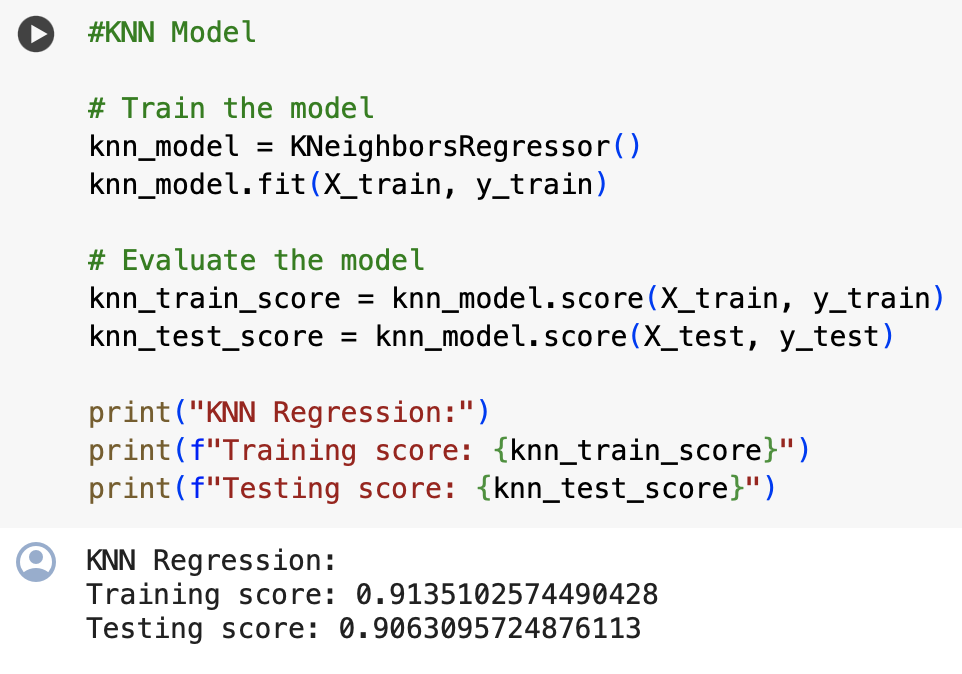 #KNN Model
# Train the model
knn_model = KNeighborsRegressor()
knn_model.fit(X_train, y_train)
# Evaluate the model
knn_train_score = knn_model.score(X_train, y_train)
knn_test_score = knn_model.score(X_test, y_test)
print("KNN Regression:")
print(f"Training score: {knn_train_score}")
print(f"Testing score: {knn_test_score}")
KNN Regression:
Training score: 0.9135102574490428
Testing score: 0.9063095724876113